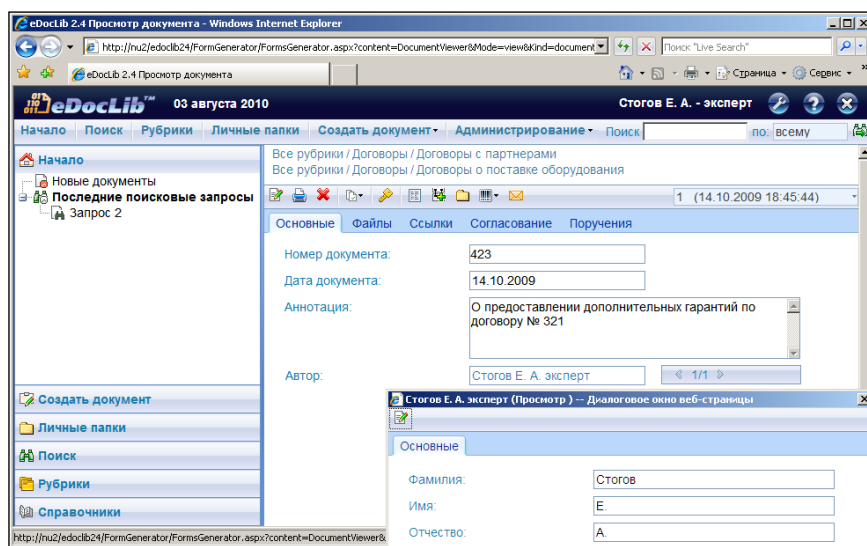 eDocLib 2.4 Просмотр документа - Windows Internet Explorer
http://nu2/edoclib24/FormGenerator/FormsGenerator.aspx?content=DocumentViewer&Mode=view&Kind=document
Поиск "Live Search"
eDocLib 2.4 Просмотр документа
Страница
Сервис
eDocLib™ 03 августа 2010
Стогов Е. А. - эксперт
Начало Поиск Рубрики Личные папки Создать документ Администрирование Поиск по: всему
Начало
Новые документы
Последние поисковые запросы
Запрос 2
Все рубрики / Договоры / Договоры с партнерами
Все рубрики / Договоры / Договоры о поставке оборудования
1 (14.10.2009 18:45:44)
Основные Файлы Ссылки Согласование Поручения
Номер документа: 423
Дата документа: 14.10.2009
Аннотация: О предоставлении дополнительных гарантий по
договору № 321
Автор: Стогов Е. А. эксперт 1/1
Создать документ
Личные папки
Поиск
Рубрики
Справочники
Стогов Е. А. эксперт (Просмотр ) -- Диалоговое окно веб-страницы
Основные
Фамилия: Стогов
Имя: Е.
Отчество: А.
http://nu2/edoclib24/FormGenerator/FormsGenerator.aspx?content=DocumentViewer&